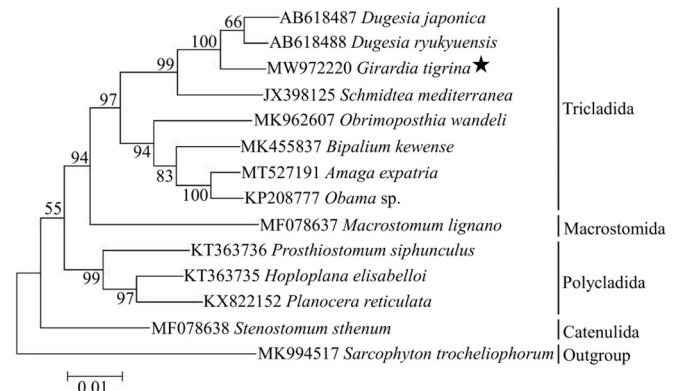 66
AB618487 Dugesia japonica
100
AB618488 Dugesia ryukyuensis
99
MW972220 Girardia tigrina★
97
JX398125 Schmidtea mediterranea
Tricladida
MK962607 Obrimoposthia wandeli
94
MK455837 Bipalium kewense
94
83
MT527191 Amaga expatria
100
KP208777 Obama sp.
55
MF078637 Macrostomum lignano
Macrostomida
KT363736 Prosthiostomum siphunculus
99
KT363735 Hoploplana elisabelloi
Polycladida
97
KX822152 Planocera reticulata
MF078638 Stenostomum sthenum
Catenulida
MK994517 Sarcophyton trocheliophorum
Outgroup
0.01